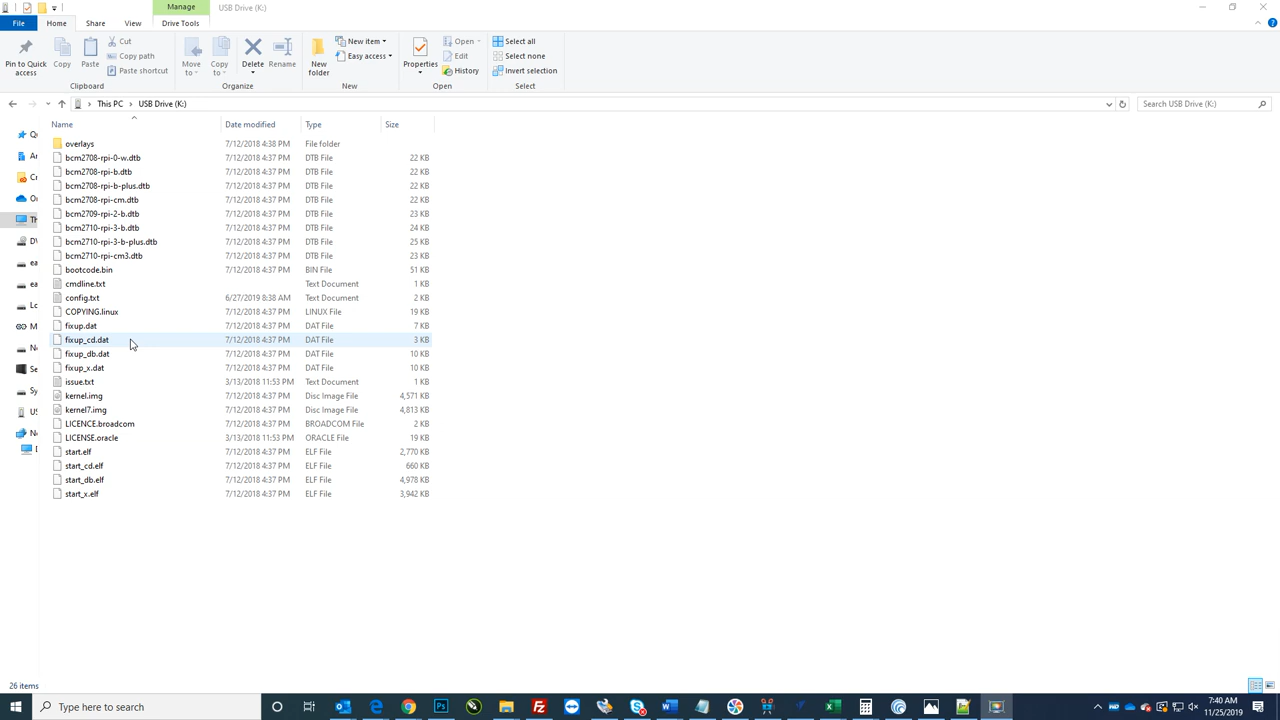 Manage
USB Drive (K:)
File
Home
Share
View
Drive Tools
Pin to Quick access
Copy
Paste
Cut
Copy path
Paste shortcut
Clipboard
Move to
Copy to
Delete
Rename
Organize
New folder
New item
Easy access
New
Properties
Open
Edit
History
Open
Select all
Select none
Invert selection
Select
This PC > USB Drive (K:)
Search USB Drive (K:)
Name Date modified Type Size
overlays 7/12/2018 4:38 PM File folder
bcm2708-rpi-0-w.dtb 7/12/2018 4:37 PM DTB File 22 KB
bcm2708-rpi-b.dtb 7/12/2018 4:37 PM DTB File 22 KB
bcm2708-rpi-b-plus.dtb 7/12/2018 4:37 PM DTB File 22 KB
bcm2708-rpi-cm.dtb 7/12/2018 4:37 PM DTB File 22 KB
bcm2709-rpi-2-b.dtb 7/12/2018 4:37 PM DTB File 23 KB
bcm2710-rpi-3-b.dtb 7/12/2018 4:37 PM DTB File 24 KB
bcm2710-rpi-3-b-plus.dtb 7/12/2018 4:37 PM DTB File 25 KB
bcm2710-rpi-cm3.dtb 7/12/2018 4:37 PM DTB File 23 KB
bootcode.bin 7/12/2018 4:37 PM BIN File 51 KB
cmdline.txt Text Document 1 KB
config.txt 6/27/2019 8:38 AM Text Document 2 KB
COPYING.linux 7/12/2018 4:37 PM LINUX File 19 KB
fixup.dat 7/12/2018 4:37 PM DAT File 7 KB
fixup_cd.dat 7/12/2018 4:37 PM DAT File 3 KB
fixup_db.dat 7/12/2018 4:37 PM DAT File 10 KB
fixup_x.dat 7/12/2018 4:37 PM DAT File 10 KB
issue.txt 3/13/2018 11:53 PM Text Document 1 KB
kernel.img 7/12/2018 4:37 PM Disc Image File 4,571 KB
kernel7.img 7/12/2018 4:37 PM Disc Image File 4,813 KB
LICENCE.broadcom 7/12/2018 4:37 PM BROADCOM File 2 KB
LICENSE.oracle 3/13/2018 11:53 PM ORACLE File 19 KB
start.elf 7/12/2018 4:37 PM ELF File 2,770 KB
start_cd.elf 7/12/2018 4:37 PM ELF File 660 KB
start_db.elf 7/12/2018 4:37 PM ELF File 4,978 KB
start_x.elf 7/12/2018 4:37 PM ELF File 3,942 KB
26 items
Type here to search
7:40 AM
11/25/2019